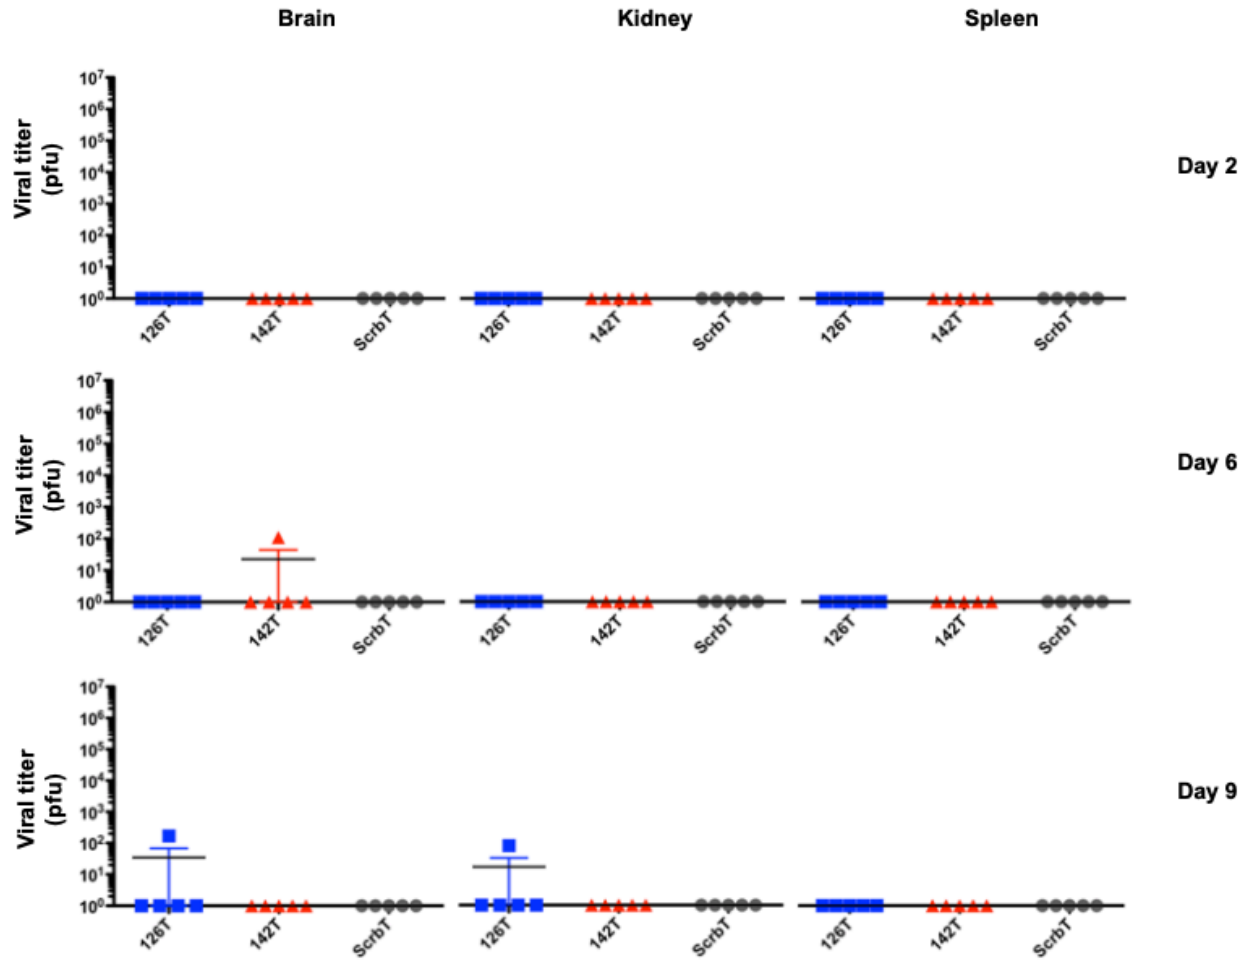 Brain Kidney Spleen
Viral titer
(pfu)
10⁷
10⁶
10⁵
10⁴
10³
10²
10¹
10⁰
126T 142T ScrbT 126T 142T ScrbT 126T 142T ScrbT
Day 2
Viral titer
(pfu)
10⁷
10⁶
10⁵
10⁴
10³
10²
10¹
10⁰
126T 142T ScrbT 126T 142T ScrbT 126T 142T ScrbT
Day 6
Viral titer
(pfu)
10⁷
10⁶
10⁵
10⁴
10³
10²
10¹
10⁰
126T 142T ScrbT 126T 142T ScrbT 126T 142T ScrbT
Day 9